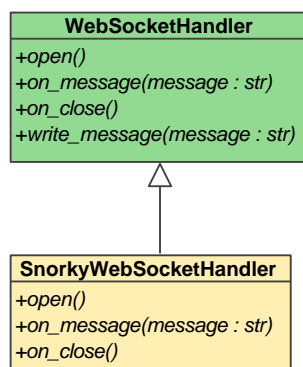 WebSocketHandler
+open()
+on_message(message : str)
+on_close()
+write_message(message : str)
SnorkyWebSocketHandler
+open()
+on_message(message : str)
+on_close()